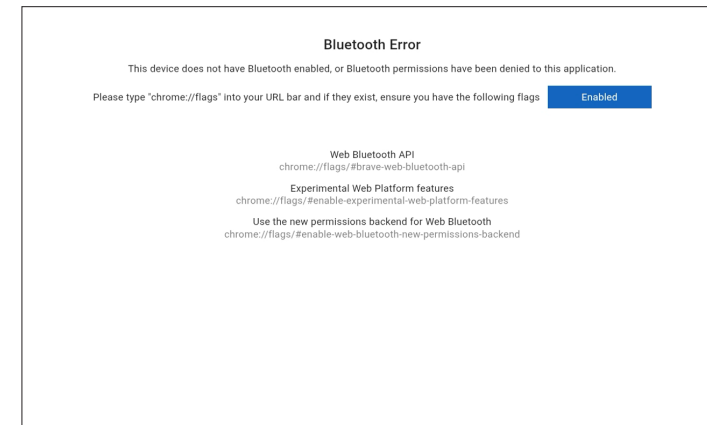 Bluetooth Error
This device does not have Bluetooth enabled, or Bluetooth permissions have been denied to this application.
Please type "chrome://flags" into your URL bar and if they exist, ensure you have the following flags Enabled
Web Bluetooth API
chrome://flags/#brave-web-bluetooth-api
Experimental Web Platform features
chrome://flags/#enable-experimental-web-platform-features
Use the new permissions backend for Web Bluetooth
chrome://flags/#enable-web-bluetooth-new-permissions-backend